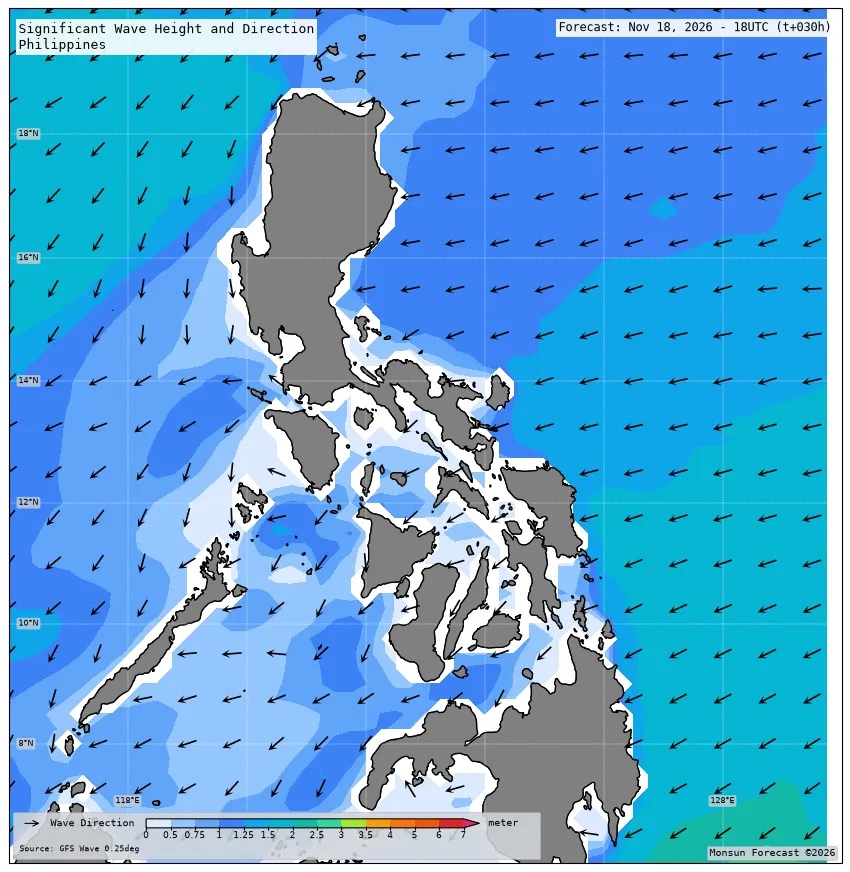 Significant Wave Height and Direction
Philippines
Forecast: Nov 18, 2026 - 18UTC (t+030h)
18°N
16°N
14°N
12°N
10°N
8°N
118°E
128°E
Wave Direction
0 0.5 0.75 1 1.25 1.5 2 2.5 3 3.5 4 5 6 7
meter
Source: GFS Wave 0.25deg
Monsun Forecast ©2026